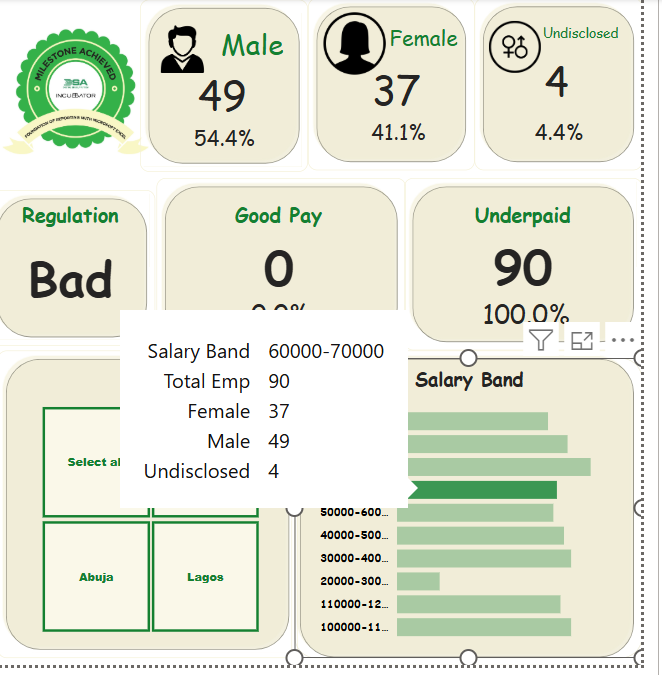 MILESTONE ACHIEVED
DSA
INCUBATOR
FOUNDATION OF REPORTING WITH MICROSOFT EXCEL
Male
49
54.4%
Female
37
41.1%
Undisclosed
4
4.4%
Regulation
Bad
Good Pay
0
0.0%
Underpaid
90
100.0%
Salary Band 60000-70000
Total Emp 90
Female 37
Male 49
Undisclosed 4
Select al
Abuja
Lagos
Salary Band
50000-600...
40000-500...
30000-400...
20000-300...
110000-12...
100000-11...